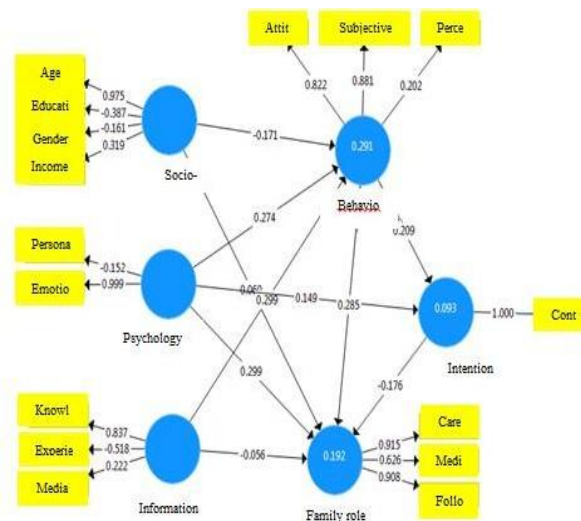 Attit
Subjective
Perce
Age
Educati
Gender
Income
0.975
-0.387
-0.161
0.319
Socio-
0.822
0.881
0.202
-0.171
0.291
Behavio
0.274
0.209
Persona
Emotio
-0.152
0.999
Psychology
0.299
0.149
0.285
0.093
1.000
Cont
Intention
0.299
-0.176
Knowl
Experie
Media
0.837
-0.518
0.222
Information
-0.056
0.192
Family role
0.915
0.626
0.908
Care
Medi
Follo